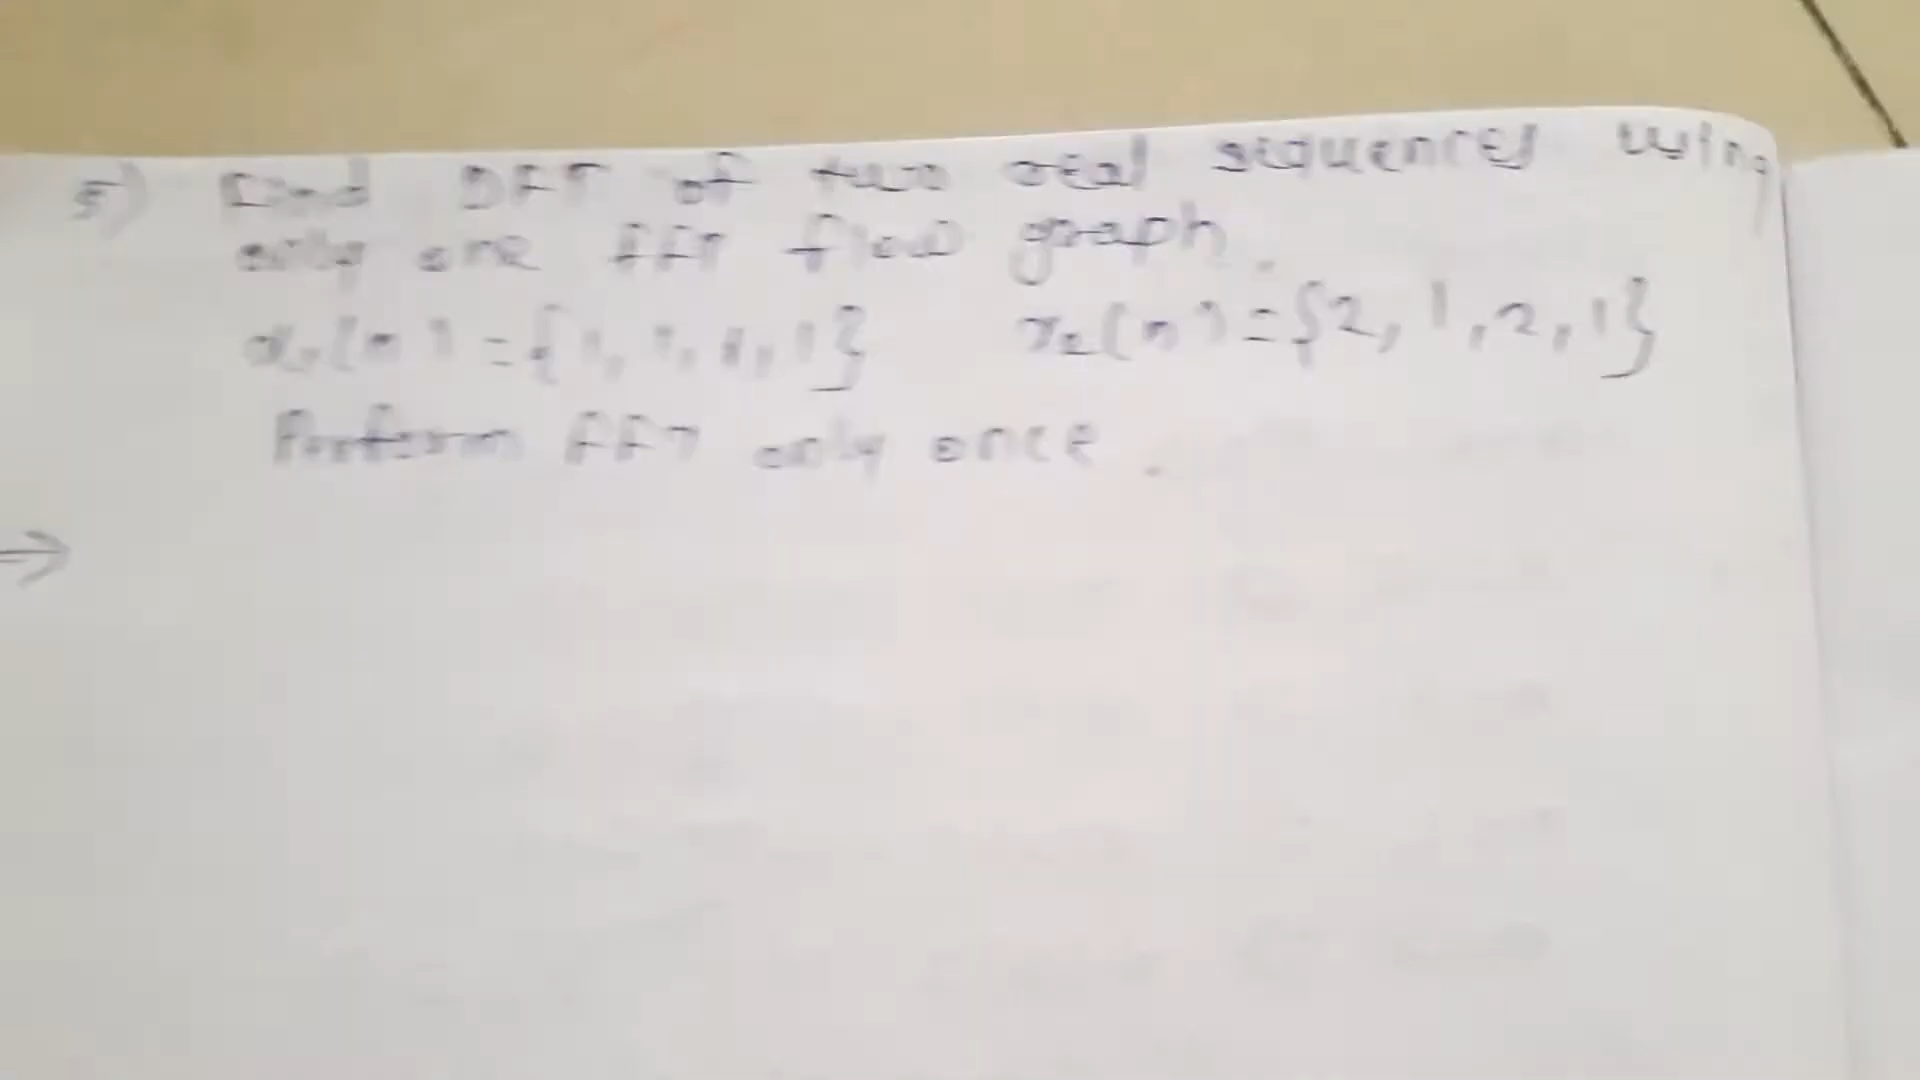 5) Find DFT of two real sequences using
only one FFT flow graph.
x₁(n) = {1, 1, 1, 1} x₂(n) = {2, 1, 2, 1}
Perform FFT only once.
→